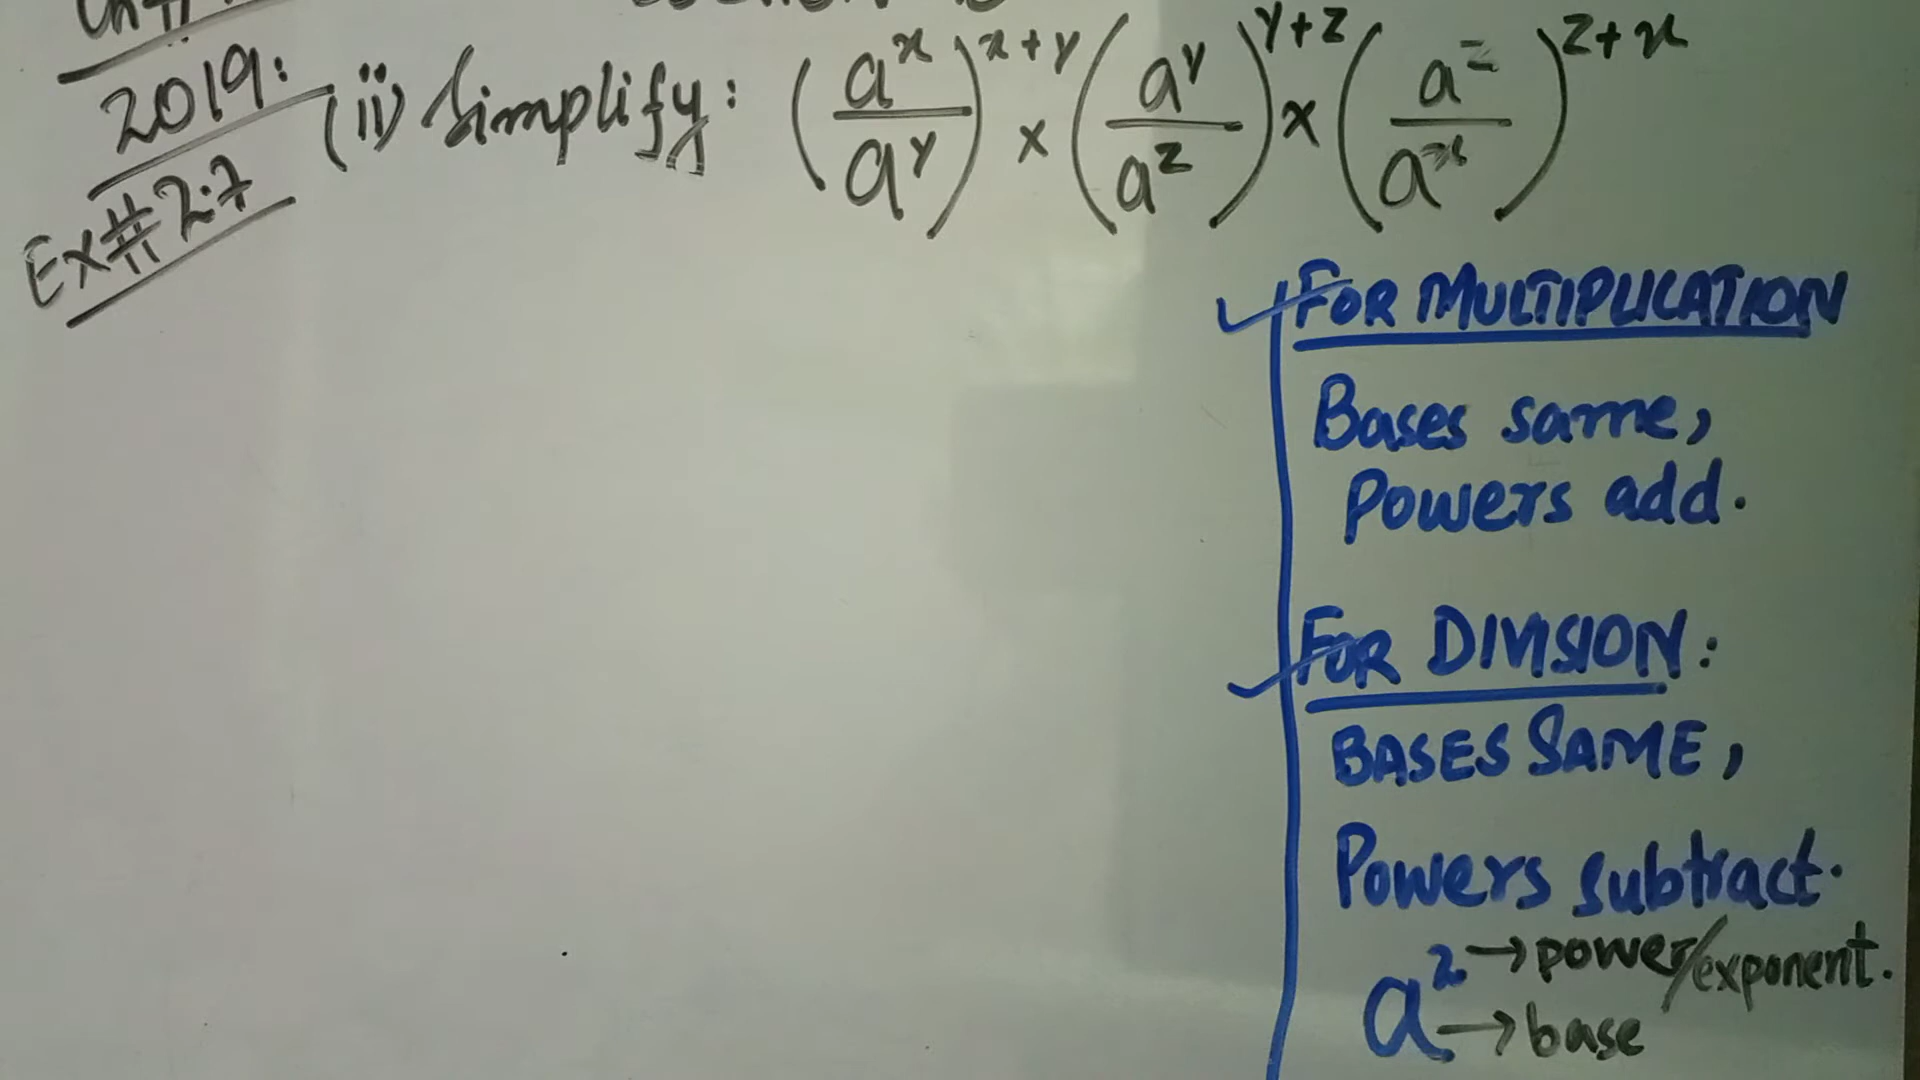 2019:
Ex#2.7
(ii) Simplify: (a^x/a^y)^x+y × (a^y/a^z)^y+z × (a^z/a^x)^z+x
FOR MULTIPLICATION
Bases same,
Powers add.
FOR DIVISION:
BASES SAME,
Powers subtract.
a² → power/exponent.
→ base